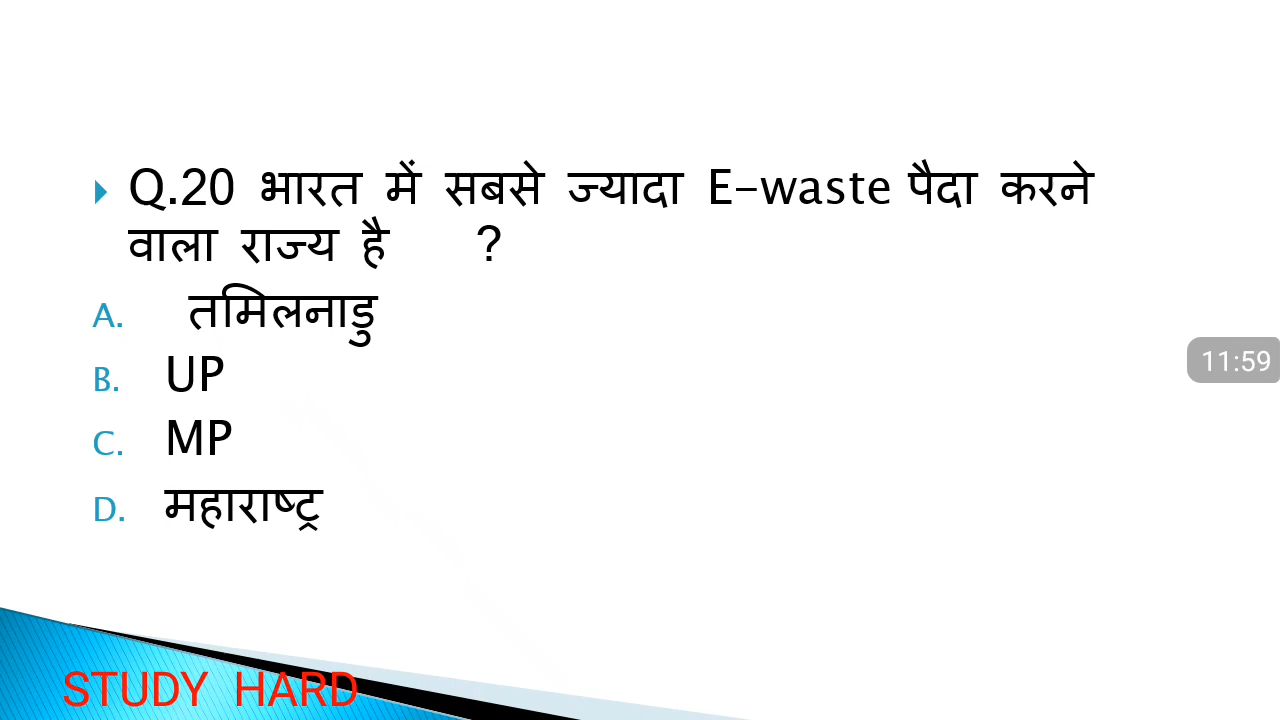 Q.20 भारत में सबसे ज्यादा E-waste पैदा करने
वाला राज्य है ?
A. तमिलनाडु
B. UP
C. MP
D. महाराष्ट्र
11:59
STUDY HARD